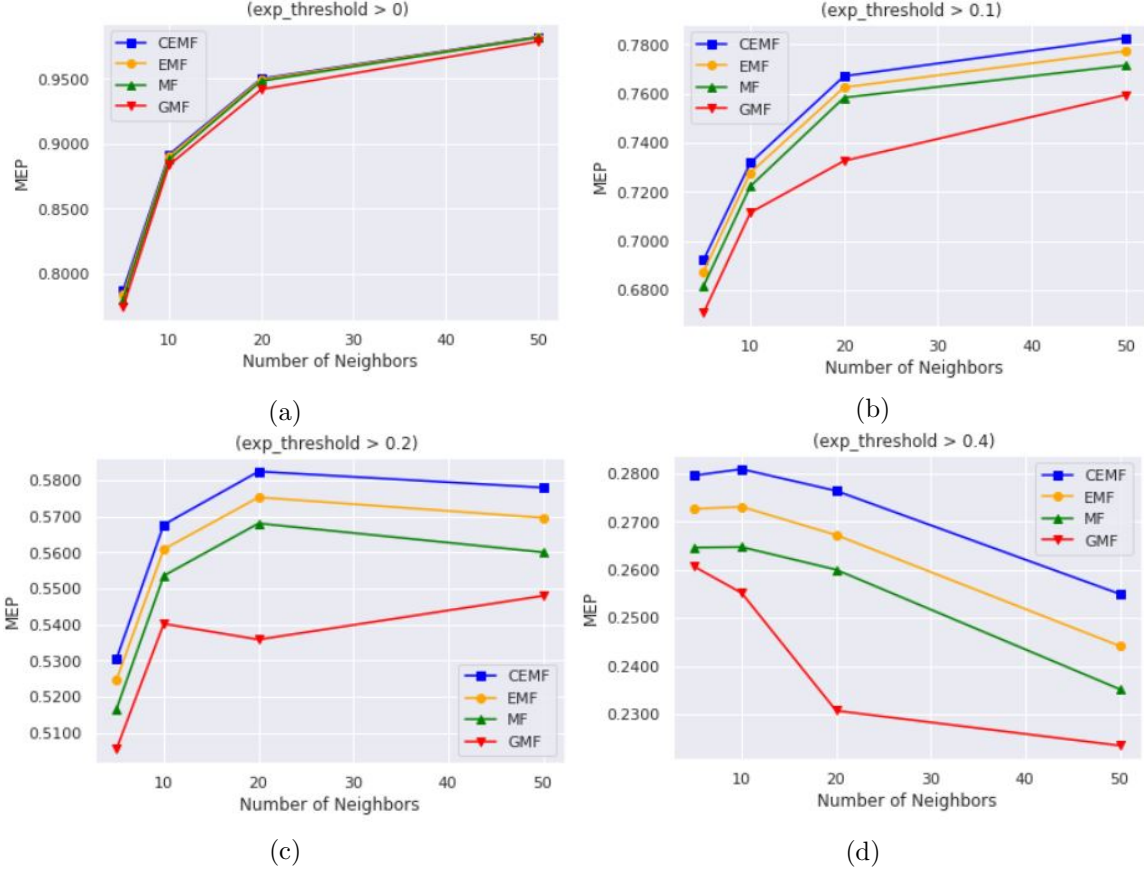 (exp_threshold > 0)
MEP
0.9500
0.9000
0.8500
0.8000
CEMF
EMF
MF
GMF
10 20 30 40 50
Number of Neighbors
(a)
(exp_threshold > 0.1)
MEP
0.7800
0.7600
0.7400
0.7200
0.7000
0.6800
CEMF
EMF
MF
GMF
10 20 30 40 50
Number of Neighbors
(b)
(exp_threshold > 0.2)
MEP
0.5800
0.5700
0.5600
0.5500
0.5400
0.5300
0.5200
0.5100
CEMF
EMF
MF
GMF
10 20 30 40 50
Number of Neighbors
(c)
(exp_threshold > 0.4)
MEP
0.2800
0.2700
0.2600
0.2500
0.2400
0.2300
CEMF
EMF
MF
GMF
10 20 30 40 50
Number of Neighbors
(d)